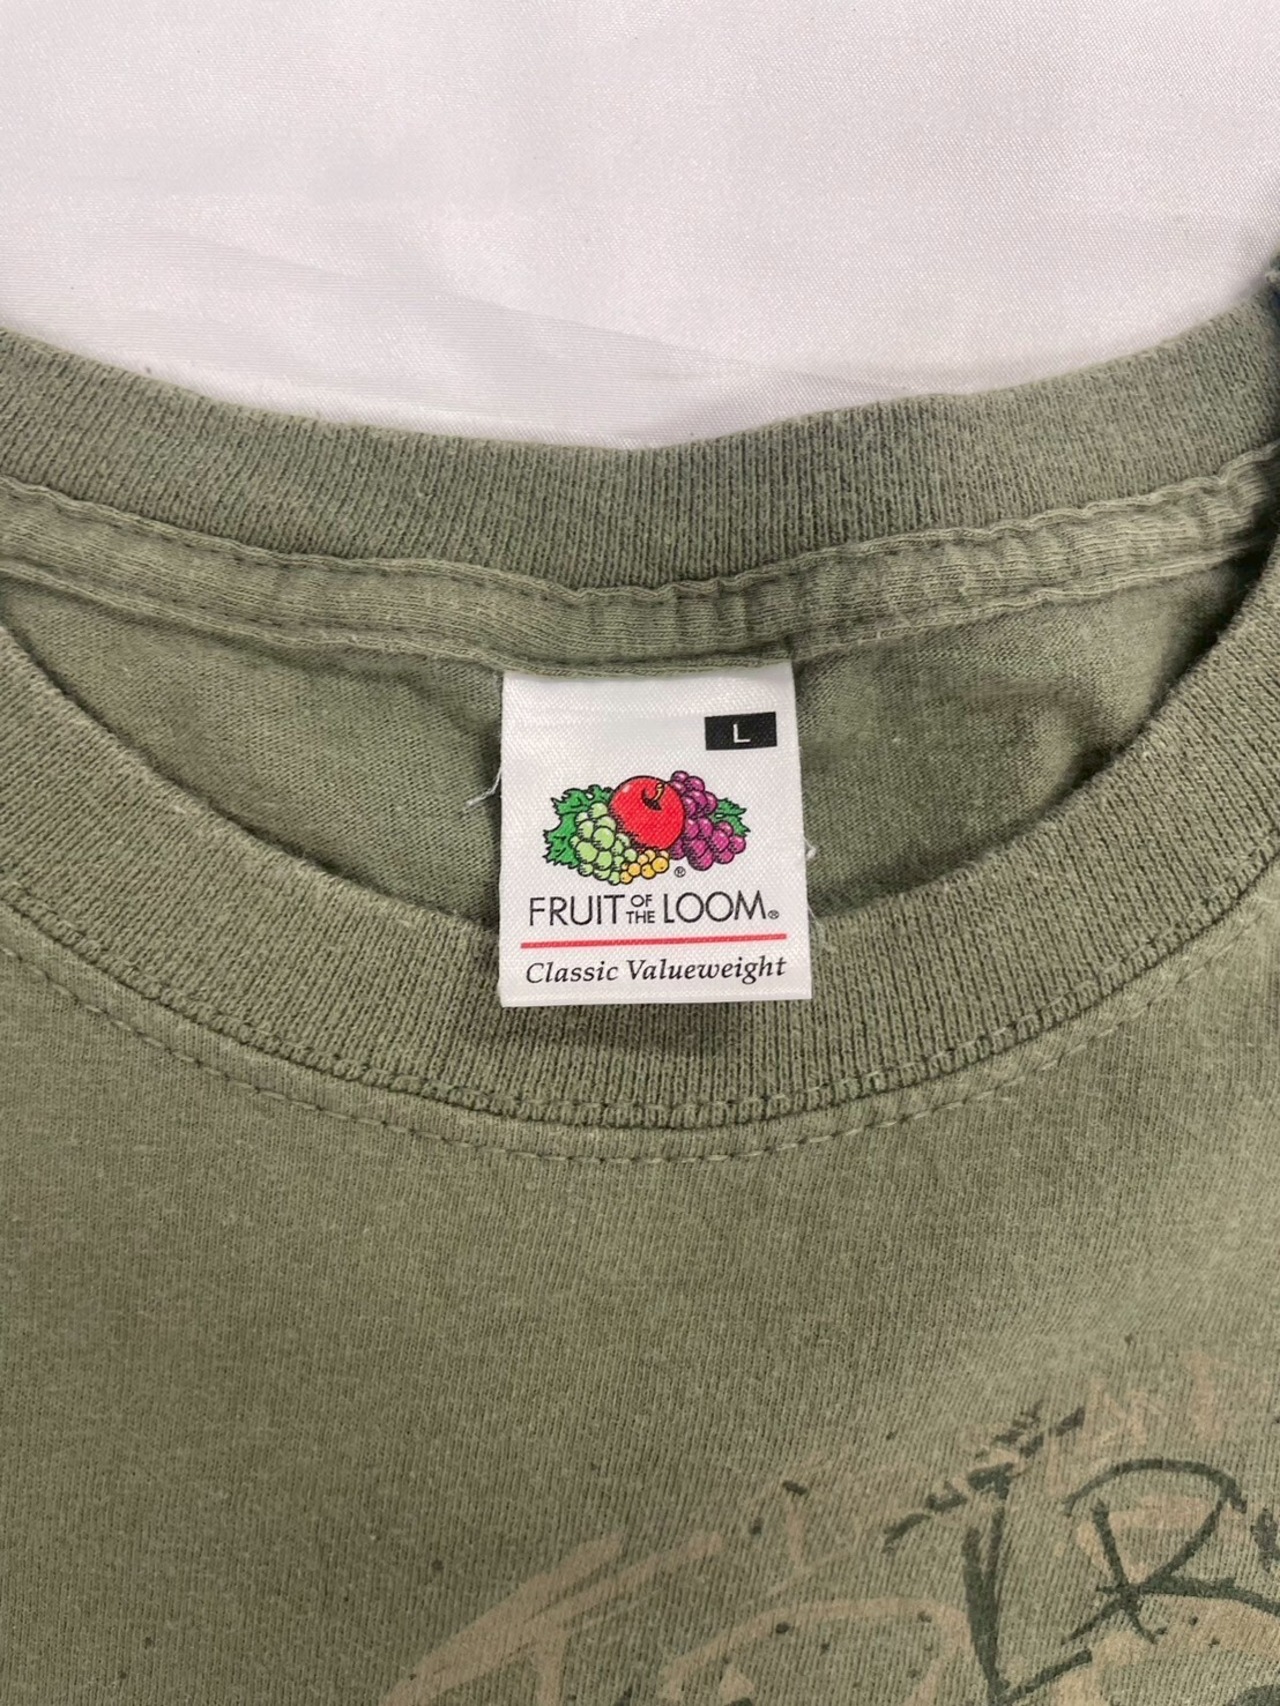 L
FRUIT OF THE LOOM®
Classic Valueweight